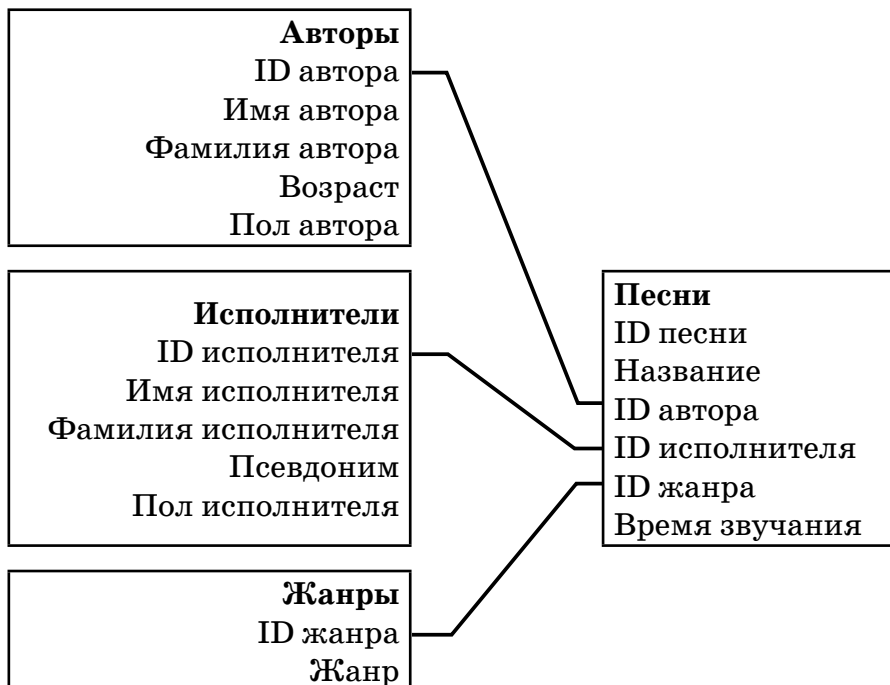 Авторы
ID автора
Имя автора
Фамилия автора
Возраст
Пол автора
Исполнители
ID исполнителя
Имя исполнителя
Фамилия исполнителя
Псевдоним
Пол исполнителя
Жанры
ID жанра
Жанр
Песни
ID песни
Название
ID автора
ID исполнителя
ID жанра
Время звучания